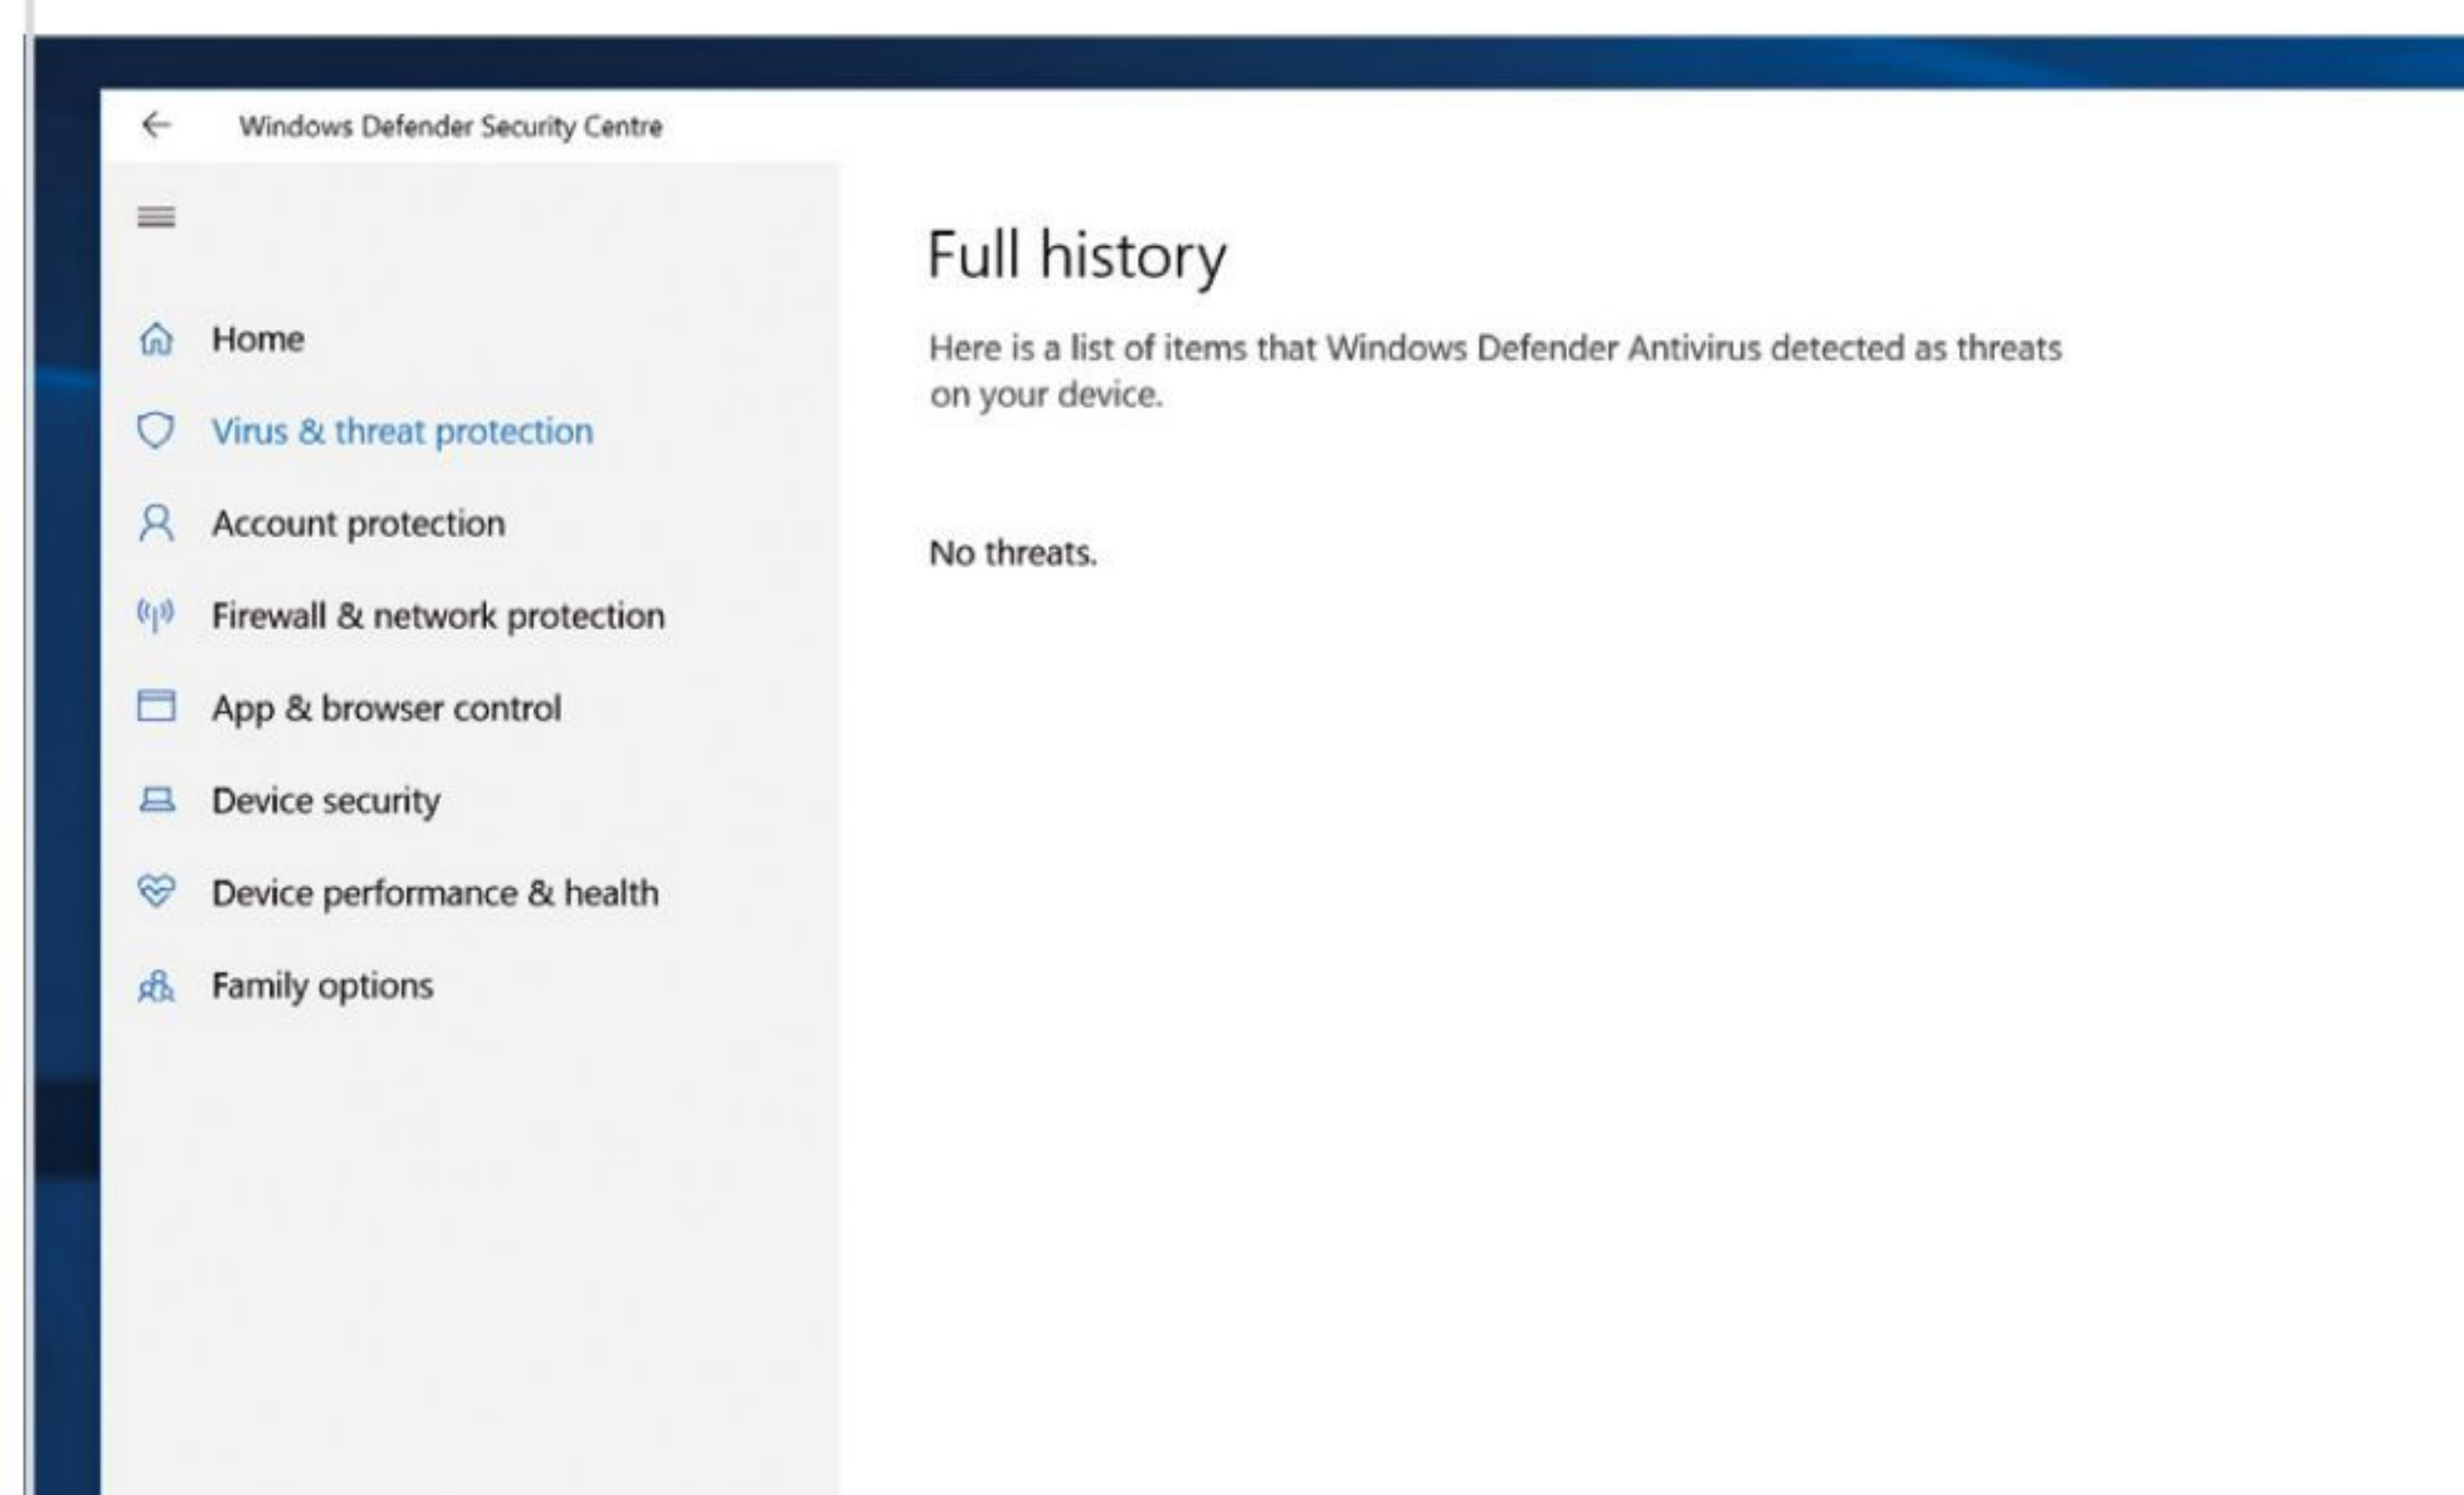 Windows Defender Security Centre
Home
Virus & threat protection
Account protection
Firewall & network protection
App & browser control
Device security
Device performance & health
Family options
Full history
Here is a list of items that Windows Defender Antivirus detected as threats
on your device.
No threats.